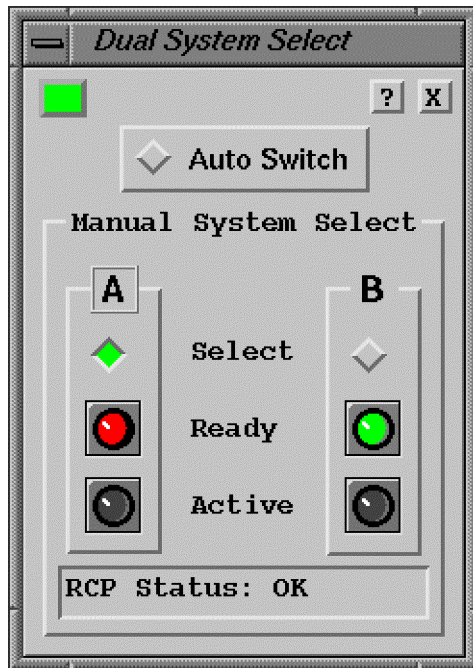 Dual System Select
? X
Auto Switch
Manual System Select
A B
Select
Ready
Active
RCP Status: OK